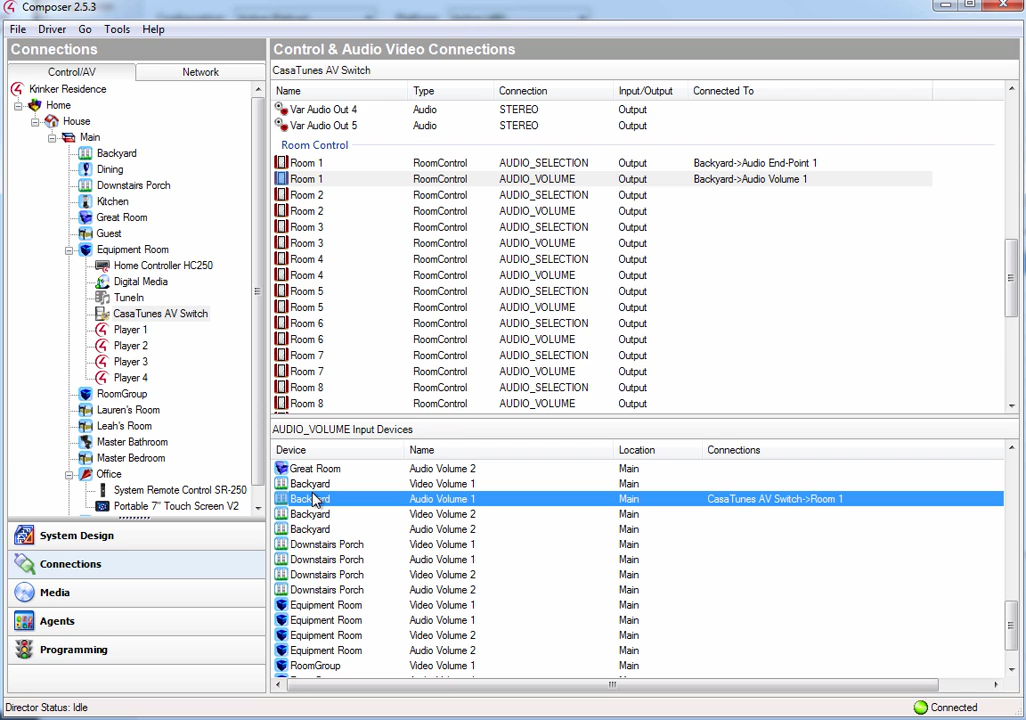 Composer 2.5.3
File Driver Go Tools Help
Connections
Control/AV Network
Kinker Residence
Home
House
Main
Backyard
Dining
Downstairs Porch
Kitchen
Great Room
Guest
Equipment Room
Home Controller HC250
Digital Media
TuneIn
CasaTunes AV Switch
Player 1
Player 2
Player 3
Player 4
RoomGroup
Lauren's Room
Leah's Room
Master Bathroom
Master Bedroom
Office
System Remote Control SR-250
Portable 7" Touch Screen V2
System Design
Connections
Media
Agents
Programming
Control & Audio Video Connections
CasaTunes AV Switch
Name Type Connection Input/Output Connected To
Var Audio Out 4 Audio STEREO Output
Var Audio Out 5 Audio STEREO Output
Room Control
Room 1 RoomControl AUDIO_SELECTION Output Backyard->Audio End-Point 1
Room 1 RoomControl AUDIO_VOLUME Output Backyard->Audio Volume 1
Room 2 RoomControl AUDIO_SELECTION Output
Room 2 RoomControl AUDIO_VOLUME Output
Room 3 RoomControl AUDIO_SELECTION Output
Room 3 RoomControl AUDIO_VOLUME Output
Room 4 RoomControl AUDIO_SELECTION Output
Room 4 RoomControl AUDIO_VOLUME Output
Room 5 RoomControl AUDIO_SELECTION Output
Room 5 RoomControl AUDIO_VOLUME Output
Room 6 RoomControl AUDIO_SELECTION Output
Room 6 RoomControl AUDIO_VOLUME Output
Room 7 RoomControl AUDIO_SELECTION Output
Room 7 RoomControl AUDIO_VOLUME Output
Room 8 RoomControl AUDIO_SELECTION Output
Room 8 RoomControl AUDIO_VOLUME Output
AUDIO_VOLUME Input Devices
Device Name Location Connections
Great Room Audio Volume 2 Main
Backyard Video Volume 1 Main
Backyard Audio Volume 1 Main CasaTunes AV Switch->Room 1
Backyard Video Volume 2 Main
Backyard Audio Volume 2 Main
Downstairs Porch Video Volume 1 Main
Downstairs Porch Audio Volume 1 Main
Downstairs Porch Video Volume 2 Main
Downstairs Porch Audio Volume 2 Main
Equipment Room Video Volume 1 Main
Equipment Room Audio Volume 1 Main
Equipment Room Video Volume 2 Main
Equipment Room Audio Volume 2 Main
RoomGroup Video Volume 1 Main
Director Status: Idle
Connected